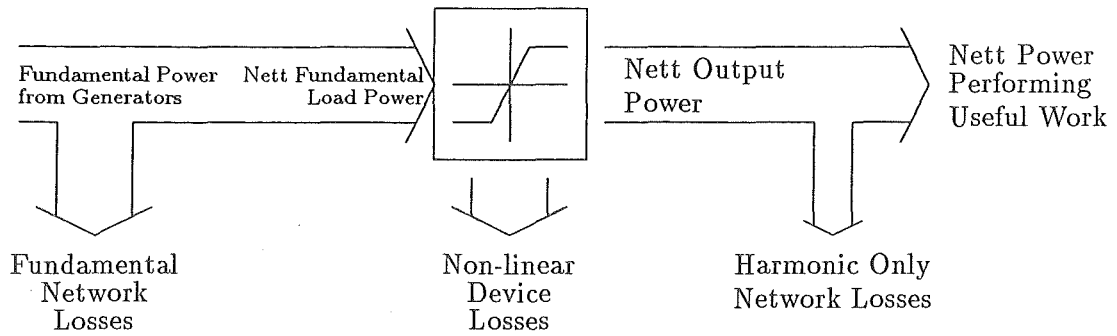 Fundamental Power
from Generators
Nett Fundamental
Load Power
Nett Output
Power
Nett Power
Performing
Useful Work
Fundamental
Network
Losses
Non-linear
Device
Losses
Harmonic Only
Network Losses